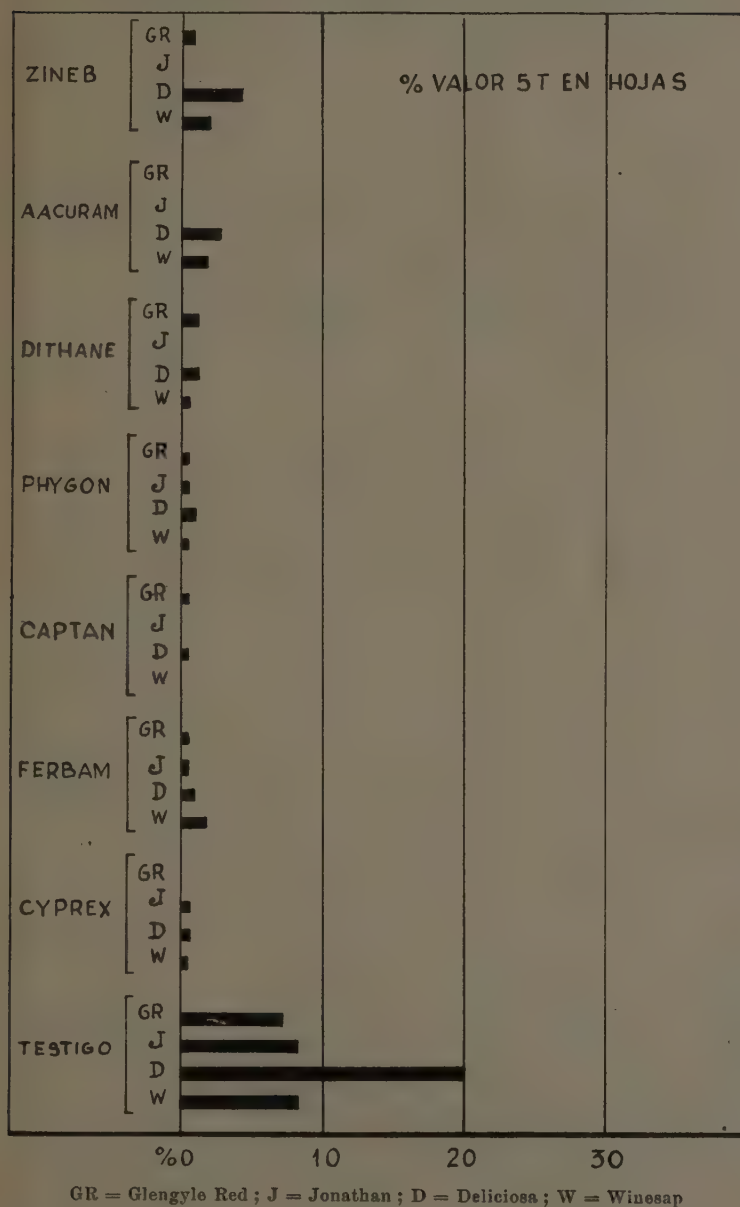 % VALOR 5 T EN HOJAS
ZINEB
GR
J
D
W
AACURAM
GR
J
D
W
DITHANE
GR
J
D
W
PHYGON
GR
J
D
W
CAPTAN
GR
J
D
W
FERBAM
GR
J
D
W
CYPREX
GR
J
D
W
TESTIGO
GR
J
D
W
%0 10 20 30
GR = Glengyle Red ; J = Jonathan ; D = Deliciosa ; W = Winesap